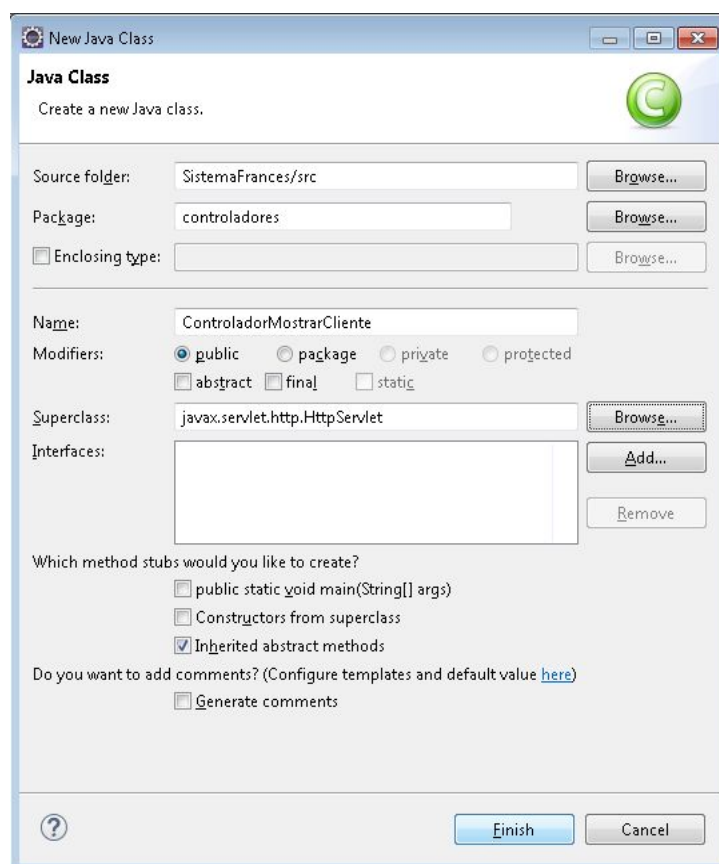 New Java Class
Java Class
Create a new Java class.
Source folder: SistemaFrances/src Browse...
Package: controladores Browse...
Enclosing type: Browse...
Name: ControladorMostrarCliente
Modifiers: public package private protected
abstract final static
Superclass: javax.servlet.http.HttpServlet Browse...
Interfaces: Add...
Remove
Which method stubs would you like to create?
public static void main(String[] args)
Constructors from superclass
Inherited abstract methods
Do you want to add comments? (Configure templates and default value here)
Generate comments
? Finish Cancel